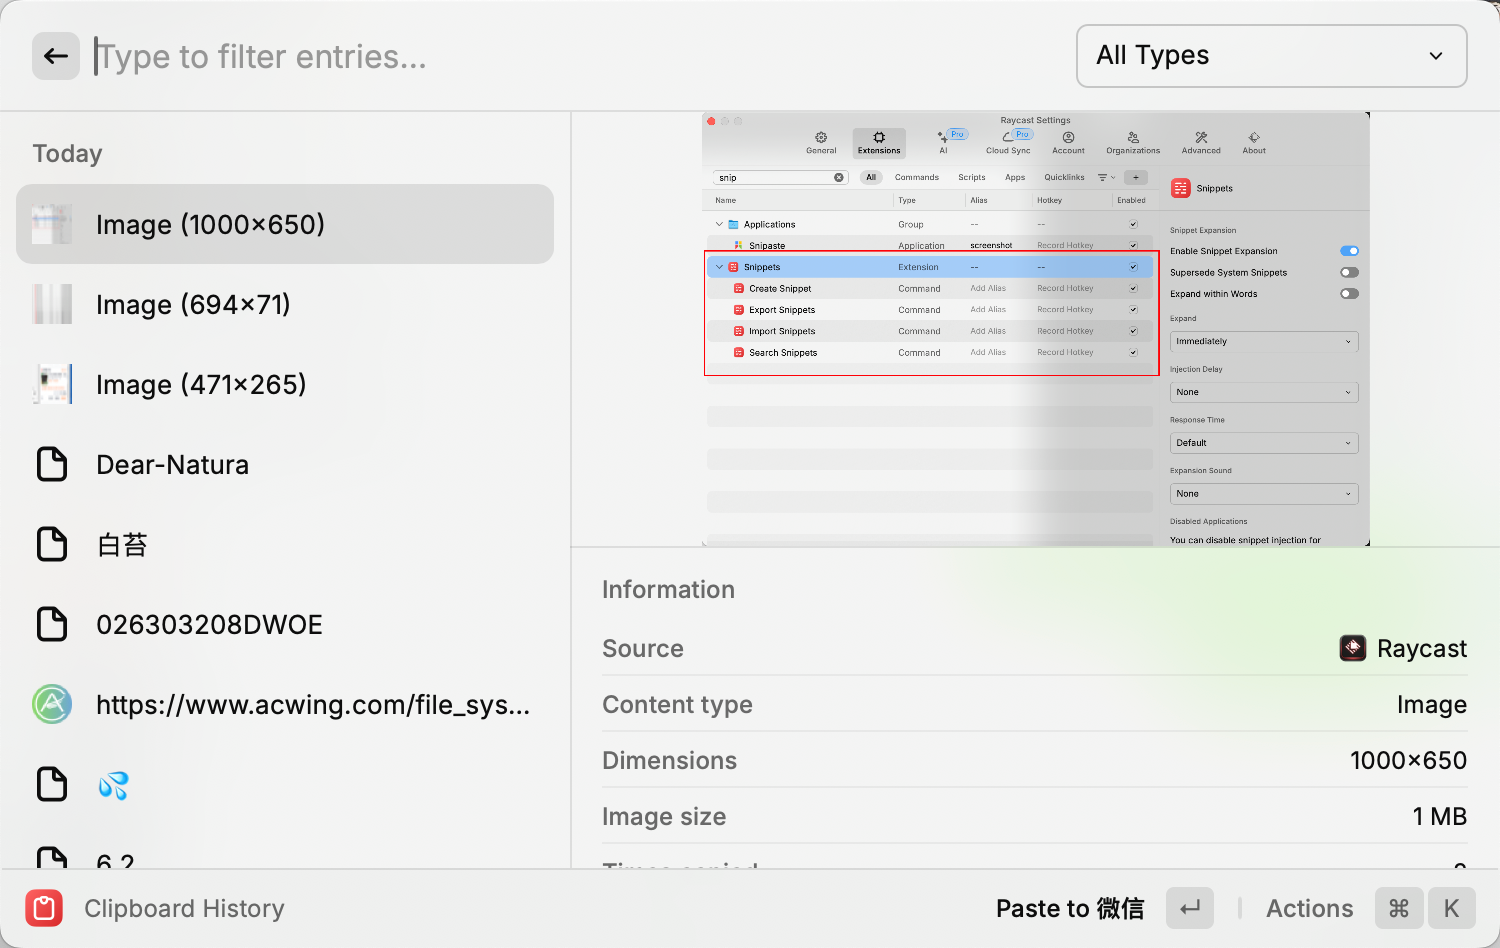 Type to filter entries...
All Types
Today
Image (1000×650)
Image (694×71)
Image (471×265)
Dear-Natura
白苔
026303208DWOE
https://www.acwing.com/file_sys...
💦
6.2
Raycast Settings
General
Extensions
Pro
AI
Pro
Cloud Sync
Account
Organizations
Advanced
About
snip
All Commands Scripts Apps Quicklinks
Name Type Alias Hotkey Enabled
Applications Group -- --
Snipaste Application screenshot Record Hotkey
Snippets Extension -- --
Create Snippet Command Add Alias Record Hotkey
Export Snippets Command Add Alias Record Hotkey
Import Snippets Command Add Alias Record Hotkey
Search Snippets Command Add Alias Record Hotkey
Snippets
Snippet Expansion
Enable Snippet Expansion
Supersede System Snippets
Expand within Words
Expand
Immediately
Injection Delay
None
Response Time
Default
Expansion Sound
None
Disabled Applications
You can disable snippet injection for
Information
Source Raycast
Content type Image
Dimensions 1000×650
Image size 1 MB
Times copied
Clipboard History
Paste to 微信 ↵
Actions ⌘ K